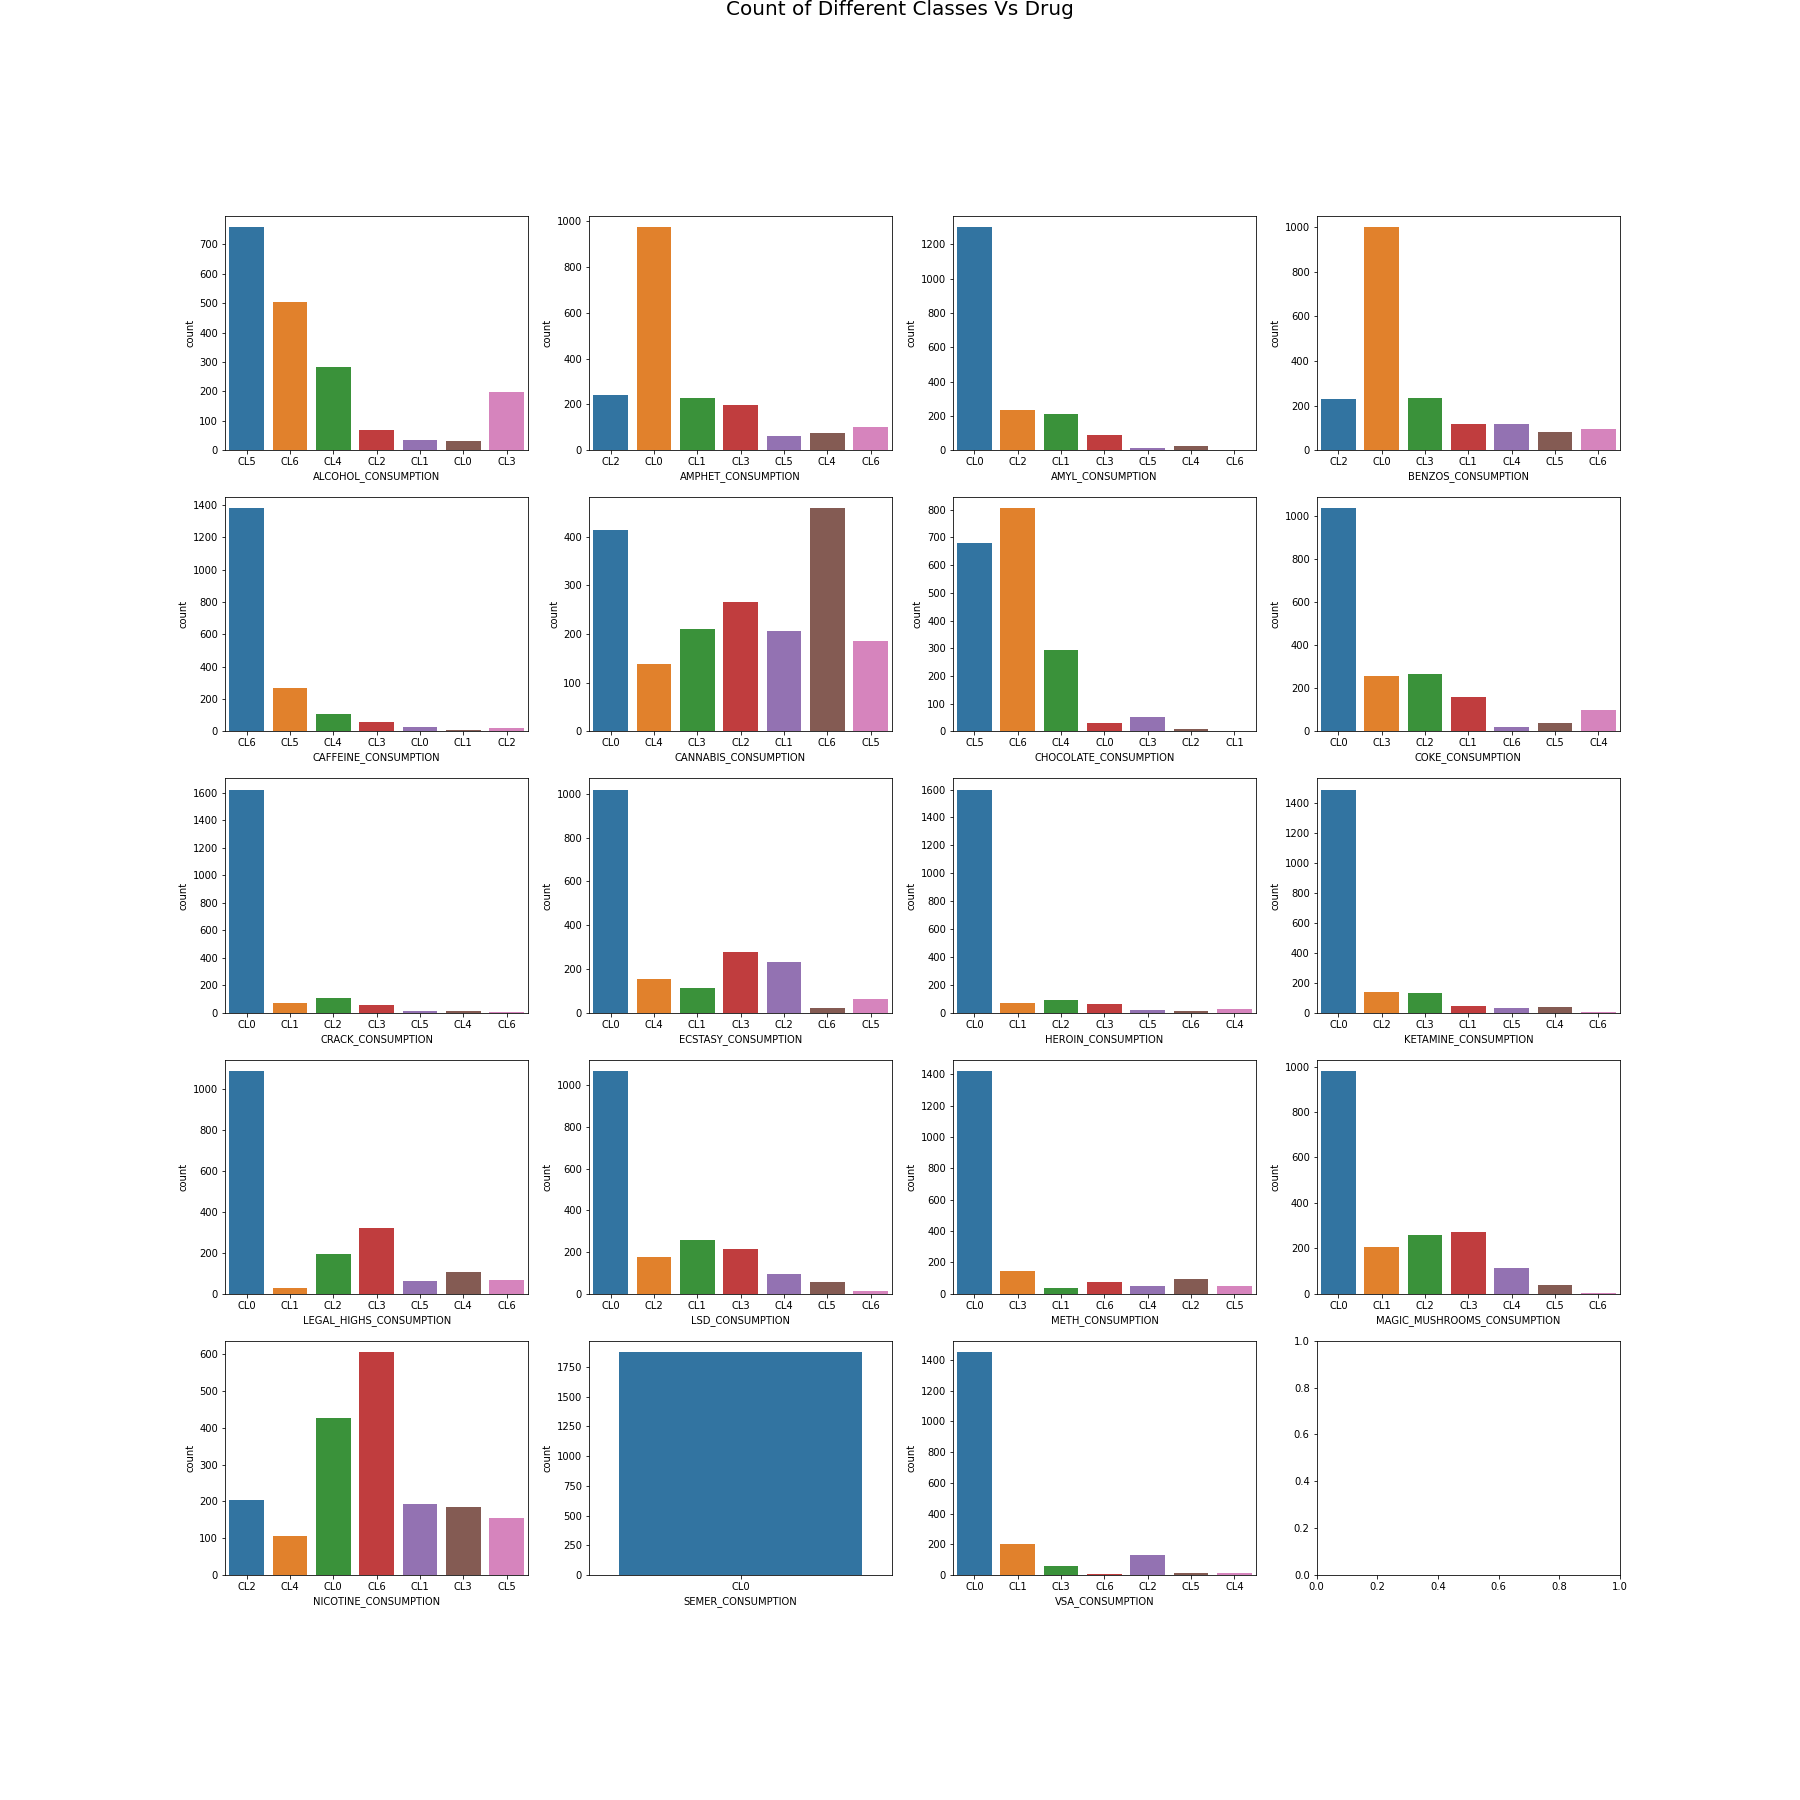 Count of Different Classes Vs Drug
count
700
600
500
400
300
200
100
0
CL5 CL6 CL4 CL2 CL1 CL0 CL3
ALCOHOL_CONSUMPTION
count
1000
800
600
400
200
0
CL2 CL0 CL1 CL3 CL5 CL4 CL6
AMPHET_CONSUMPTION
count
1200
1000
800
600
400
200
0
CL0 CL2 CL1 CL3 CL5 CL4 CL6
AMYL_CONSUMPTION
count
1000
800
600
400
200
0
CL2 CL0 CL3 CL1 CL4 CL5 CL6
BENZOS_CONSUMPTION
count
1400
1200
1000
800
600
400
200
0
CL6 CL5 CL4 CL3 CL0 CL1 CL2
CAFFEINE_CONSUMPTION
count
400
300
200
100
0
CL0 CL4 CL3 CL2 CL1 CL6 CL5
CANNABIS_CONSUMPTION
count
800
700
600
500
400
300
200
100
0
CL5 CL6 CL4 CL0 CL3 CL2 CL1
CHOCOLATE_CONSUMPTION
count
1000
800
600
400
200
0
CL0 CL3 CL2 CL1 CL6 CL5 CL4
COKE_CONSUMPTION
count
1600
1400
1200
1000
800
600
400
200
0
CL0 CL1 CL2 CL3 CL5 CL4 CL6
CRACK_CONSUMPTION
count
1000
800
600
400
200
0
CL0 CL4 CL1 CL3 CL2 CL6 CL5
ECSTASY_CONSUMPTION
count
1600
1400
1200
1000
800
600
400
200
0
CL0 CL1 CL2 CL3 CL5 CL6 CL4
HEROIN_CONSUMPTION
count
1400
1200
1000
800
600
400
200
0
CL0 CL2 CL3 CL1 CL5 CL4 CL6
KETAMINE_CONSUMPTION
count
1000
800
600
400
200
0
CL0 CL1 CL2 CL3 CL5 CL4 CL6
LEGAL_HIGHS_CONSUMPTION
count
1000
800
600
400
200
0
CL0 CL2 CL1 CL3 CL4 CL5 CL6
LSD_CONSUMPTION
count
1400
1200
1000
800
600
400
200
0
CL0 CL3 CL1 CL6 CL4 CL2 CL5
METH_CONSUMPTION
count
1000
800
600
400
200
0
CL0 CL1 CL2 CL3 CL4 CL5 CL6
MAGIC_MUSHROOMS_CONSUMPTION
count
600
500
400
300
200
100
0
CL2 CL4 CL0 CL6 CL1 CL3 CL5
NICOTINE_CONSUMPTION
count
1750
1500
1250
1000
750
500
250
0
CL0
SEMER_CONSUMPTION
count
1400
1200
1000
800
600
400
200
0
CL0 CL1 CL3 CL6 CL2 CL5 CL4
VSA_CONSUMPTION
1.0
0.8
0.6
0.4
0.2
0.0
0.0 0.2 0.4 0.6 0.8 1.0